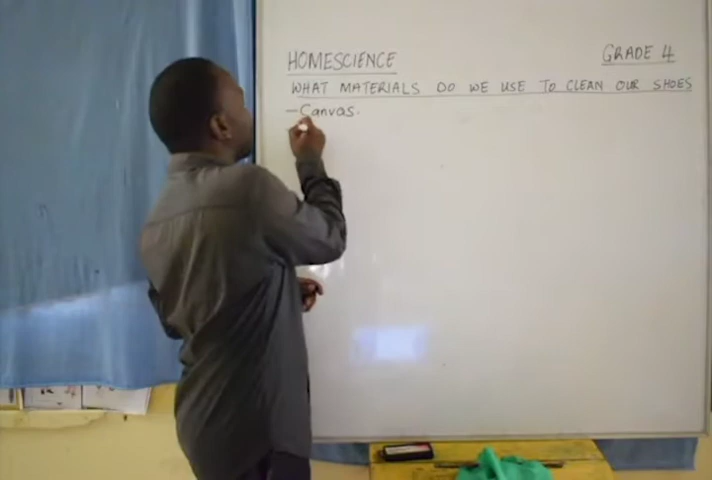 HOMESCIENCE GRADE 4
WHAT MATERIALS DO WE USE TO CLEAN OUR SHOES
-Canvas.